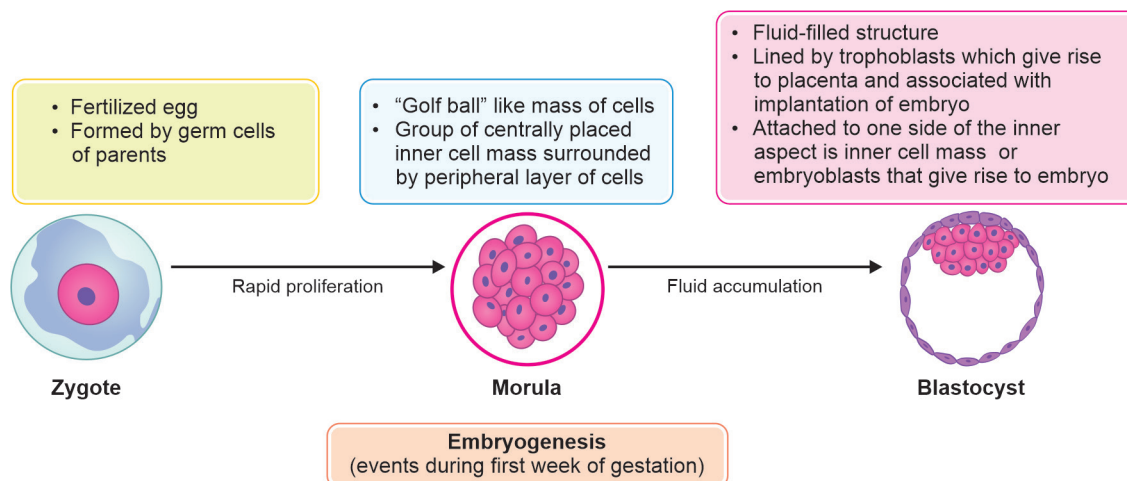 • Fertilized egg
• Formed by germ cells
of parents
• “Golf ball” like mass of cells
• Group of centrally placed
inner cell mass surrounded
by peripheral layer of cells
• Fluid-filled structure
• Lined by trophoblasts which give rise
to placenta and associated with
implantation of embryo
• Attached to one side of the inner
aspect is inner cell mass or
embryoblasts that give rise to embryo
Rapid proliferation
Fluid accumulation
Zygote
Morula
Blastocyst
Embryogenesis
(events during first week of gestation)